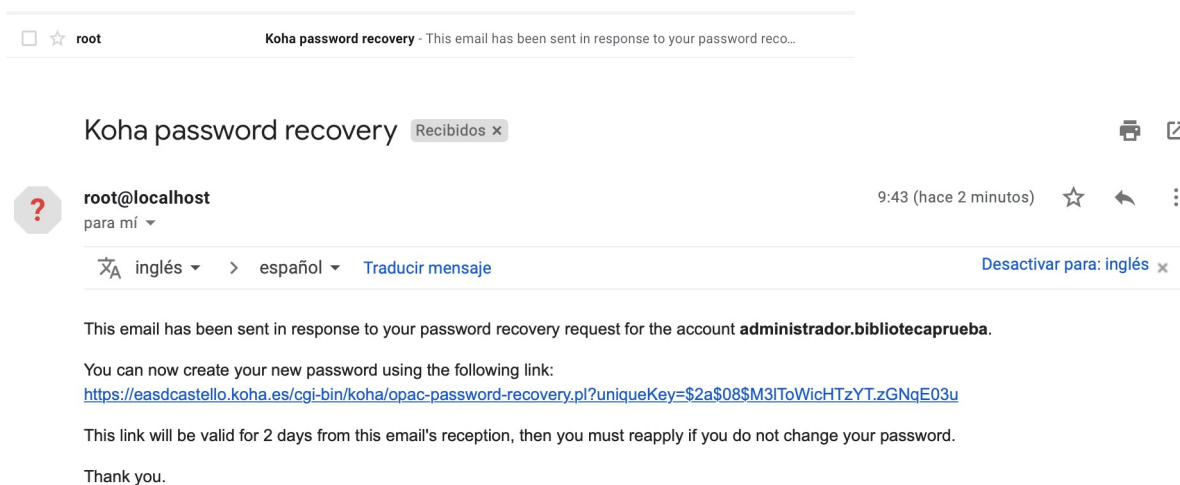 root Koha password recovery - This email has been sent in response to your password reco...
Koha password recovery Recibidos ×
root@localhost 9:43 (hace 2 minutos)
para mí
inglés > español Traducir mensaje Desactivar para: inglés ×
This email has been sent in response to your password recovery request for the account administrador.bibliotecaprueba.
You can now create your new password using the following link:
https://easdcastello.koha.es/cgi-bin/koha/opac-password-recovery.pl?uniqueKey=$2a$08$M3lToWicHTzYT.zGNqE03u
This link will be valid for 2 days from this email's reception, then you must reapply if you do not change your password.
Thank you.